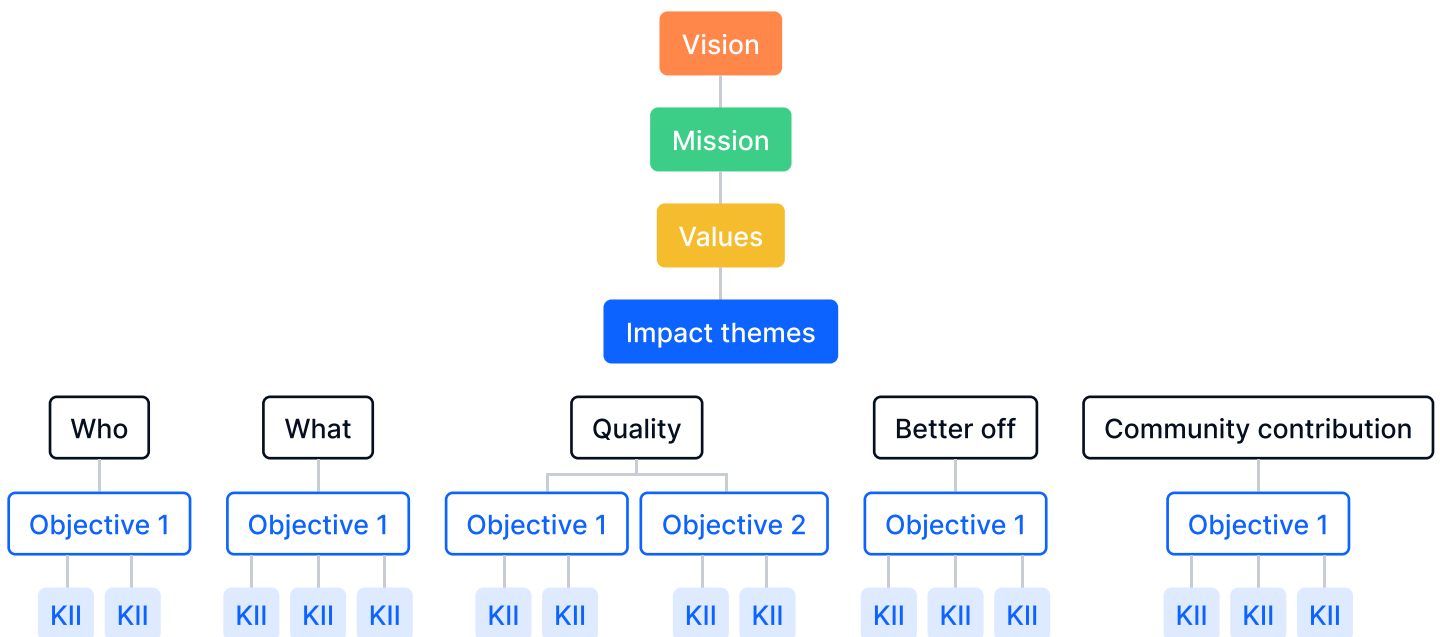 Vision
Mission
Values
Impact themes
Who What Quality Better off Community contribution
Objective 1 Objective 1 Objective 1 Objective 2 Objective 1 Objective 1
KII KII KII KII KII KII KII KII KII KII KII KII KII KII KII